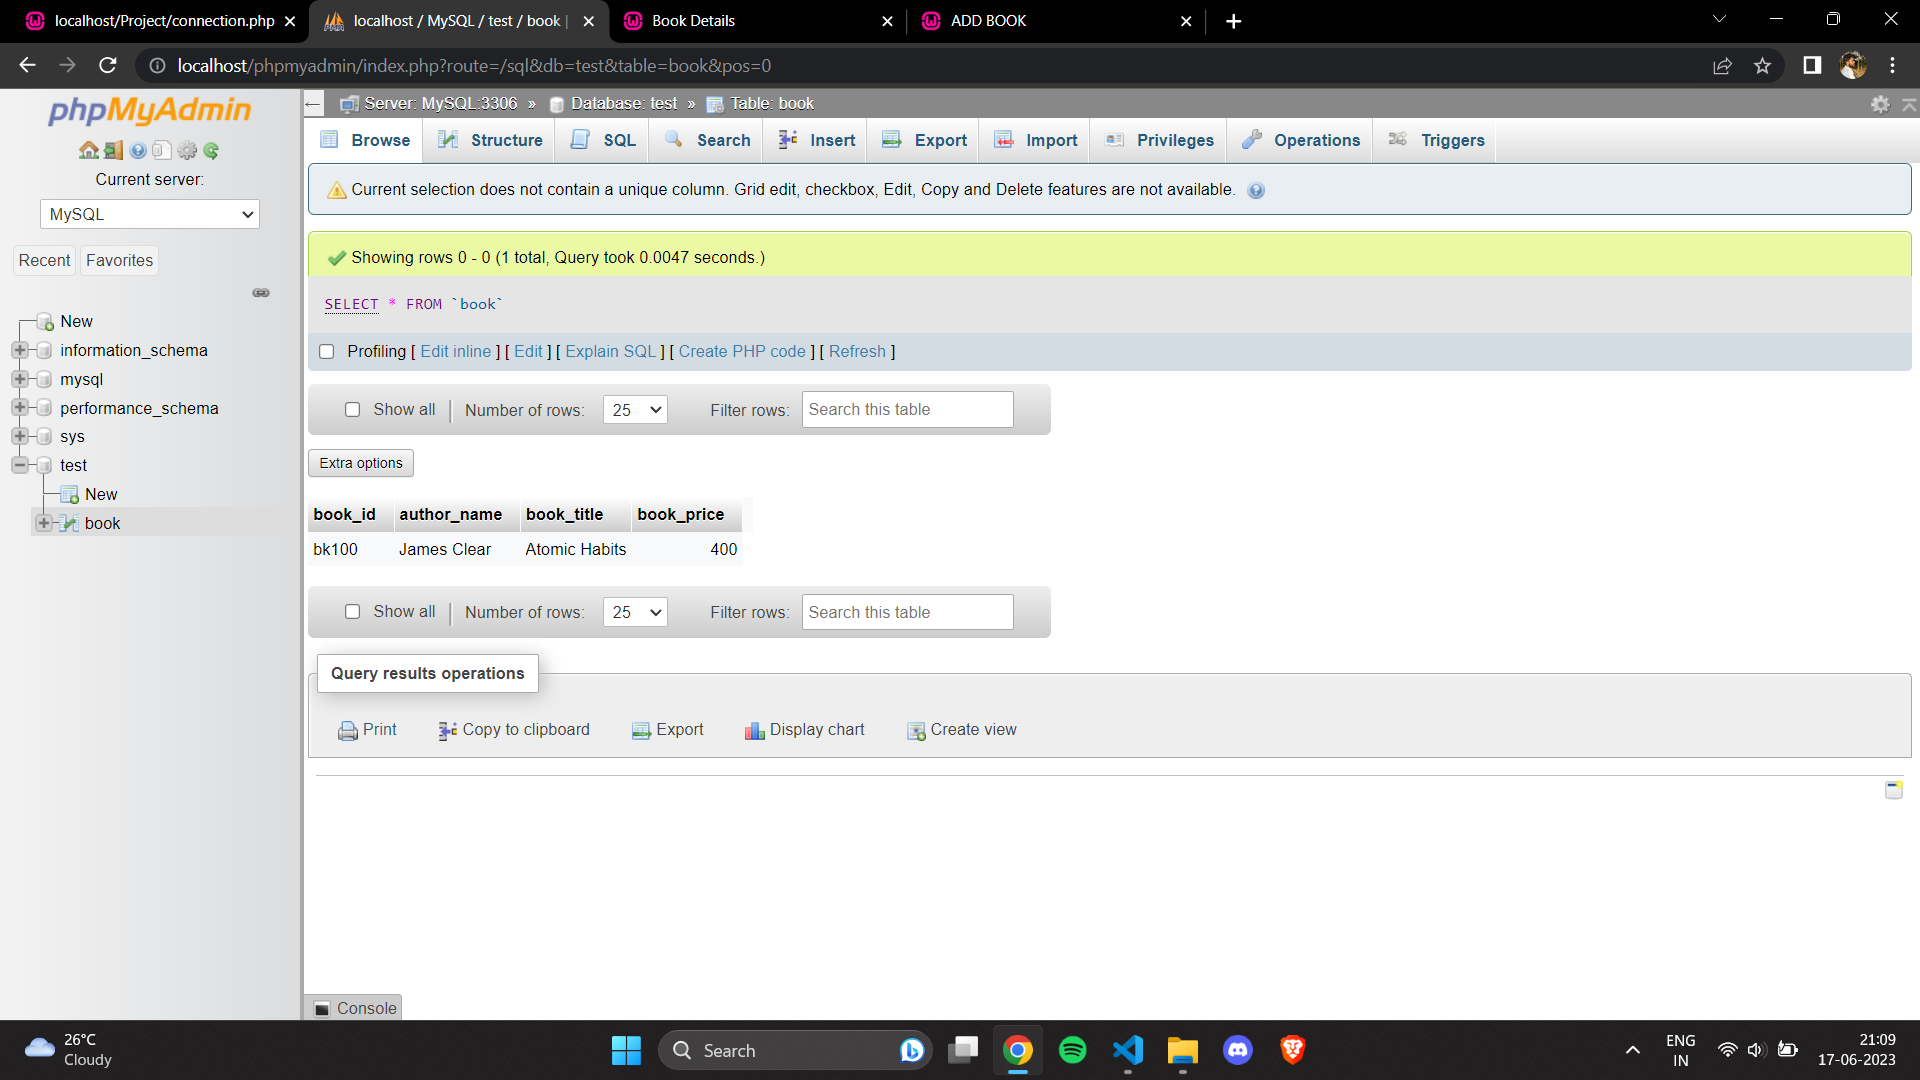 localhost/Project/connection.php
localhost / MySQL / test / book |
Book Details
ADD BOOK
localhost/phpmyadmin/index.php?route=/sql&db=test&table=book&pos=0
phpMyAdmin
Current server:
MySQL
Recent
Favorites
New
information_schema
mysql
performance_schema
sys
test
New
book
Server: MySQL:3306 » Database: test » Table: book
Browse
Structure
SQL
Search
Insert
Export
Import
Privileges
Operations
Triggers
Current selection does not contain a unique column. Grid edit, checkbox, Edit, Copy and Delete features are not available.
Showing rows 0 - 0 (1 total, Query took 0.0047 seconds.)
SELECT * FROM `book`
Profiling [ Edit inline ] [ Edit ] [ Explain SQL ] [ Create PHP code ] [ Refresh ]
Show all | Number of rows: 25 Filter rows: Search this table
Extra options
book_id author_name book_title book_price
bk100 James Clear Atomic Habits 400
Show all | Number of rows: 25 Filter rows: Search this table
Query results operations
Print
Copy to clipboard
Export
Display chart
Create view
Console
26°C
Cloudy
Search
ENG
IN
21:09
17-06-2023